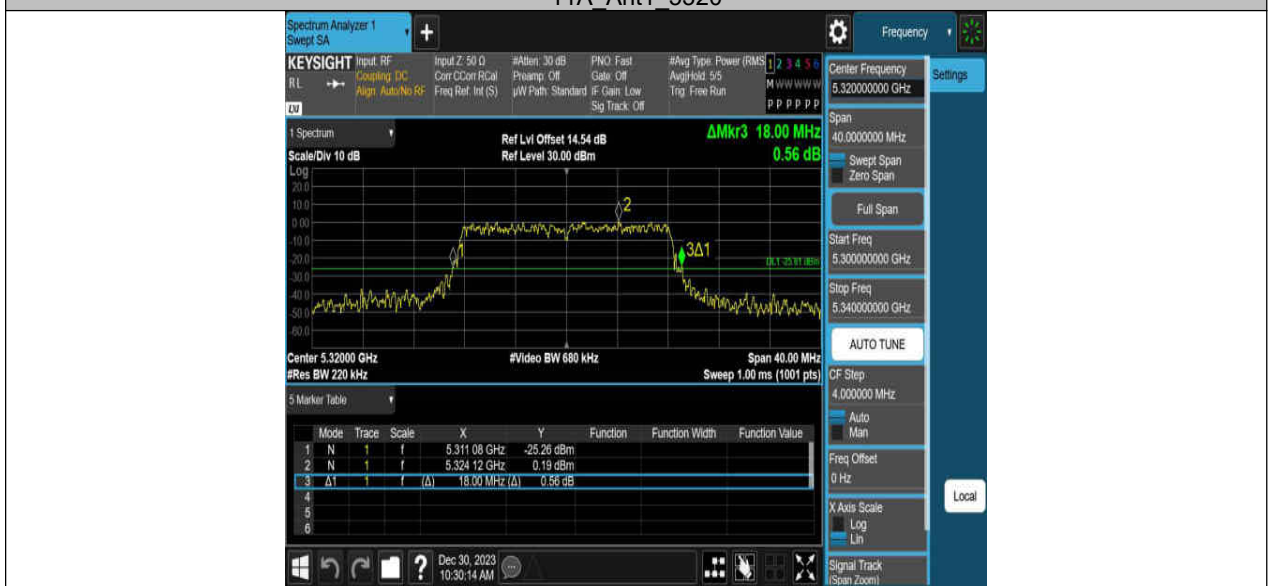 11A_Ant1_5320
Spectrum Analyzer 1
Swept SA
+
Frequency
KEYSIGHT
RL
LXI
Input: RF
Coupling: DC
Align: Auto/No RF
Input Z: 50 Ω
Corr CCorr RCal
Freq Ref: Int (S)
#Atten: 30 dB
Preamp: Off
µW Path: Standard
PNO: Fast
Gate: Off
IF Gain: Low
Sig Track: Off
#Avg Type: Power (RMS
Avg|Hold: 5/5
Trig: Free Run
1 2 3 4 5 6
M W W W W W
P P P P P P
Center Frequency
5.320000000 GHz
Settings
1 Spectrum
Scale/Div 10 dB
Ref Lvl Offset 14.54 dB
Ref Level 30.00 dBm
ΔMkr3 18.00 MHz
0.56 dB
Span
40.0000000 MHz
Swept Span
Zero Span
Full Span
Log
20.0
10.0
0.00
-10.0
-20.0
-30.0
-40.0
-50.0
-60.0
1
2
3Δ1
DL1 -25.81 dBm
Start Freq
5.300000000 GHz
Stop Freq
5.340000000 GHz
AUTO TUNE
Center 5.32000 GHz
#Res BW 220 kHz
#Video BW 680 kHz
Span 40.00 MHz
Sweep 1.00 ms (1001 pts)
CF Step
4.000000 MHz
Auto
Man
5 Marker Table
Mode Trace Scale X Y Function Function Width Function Value
1 N 1 f 5.311 08 GHz -25.26 dBm
2 N 1 f 5.324 12 GHz 0.19 dBm
3 Δ1 1 f (Δ) 18.00 MHz (Δ) 0.56 dB
4
5
6
Freq Offset
0 Hz
X Axis Scale
Log
Lin
Local
Signal Track
(Span Zoom)
?
Dec 30, 2023
10:30:14 AM